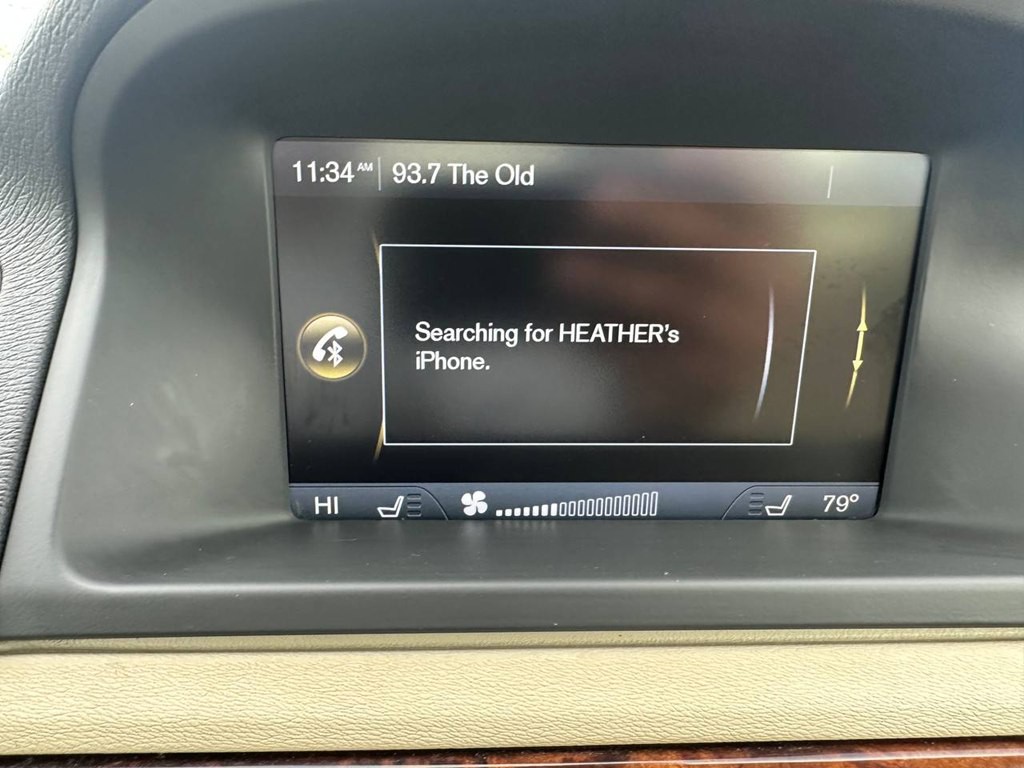 11:34 AM 93.7 The Old
Searching for HEATHER's
iPhone.
HI 79°